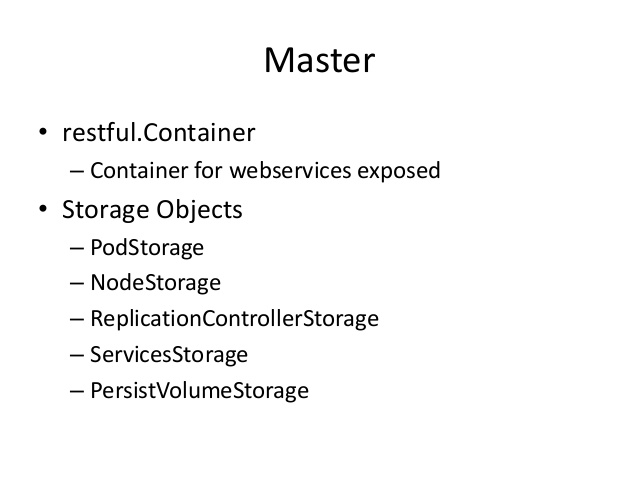 Master
• restful.Container
– Container for webservices exposed
• Storage Objects
– PodStorage
– NodeStorage
– ReplicationControllerStorage
– ServicesStorage
– PersistVolumeStorage